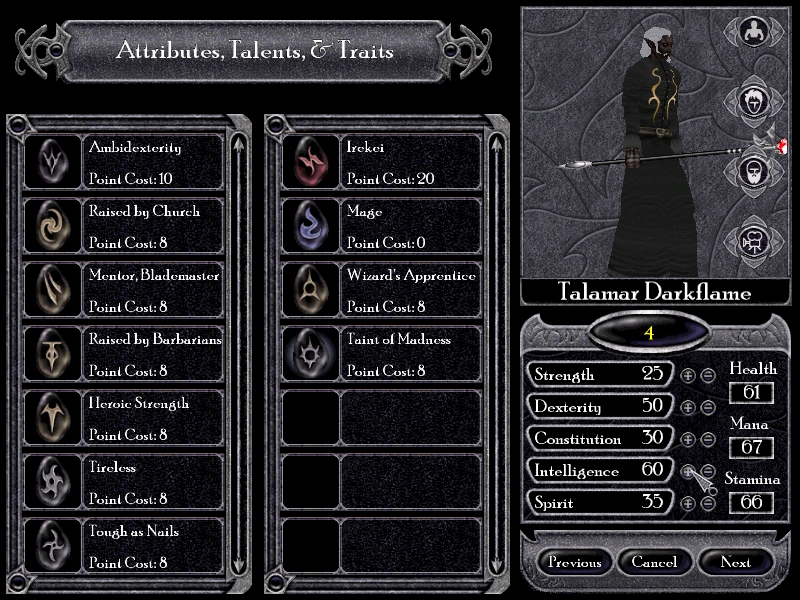 Attributes, Talents, & Traits
Ambidexterity
Point Cost: 10
Raised by Church
Point Cost: 8
Mentor, Blademaster
Point Cost: 8
Raised by Barbarians
Point Cost: 8
Heroic Strength
Point Cost: 8
Tireless
Point Cost: 8
Tough as Nails
Point Cost: 8
Irekei
Point Cost: 20
Mage
Point Cost: 0
Wizard's Apprentice
Point Cost: 8
Taint of Madness
Point Cost: 8
Talamar Darkflame
4
Strength 25
Dexterity 50
Constitution 30
Intelligence 60
Spirit 35
Health
61
Mana
67
Stamina
66
Previous Cancel Next